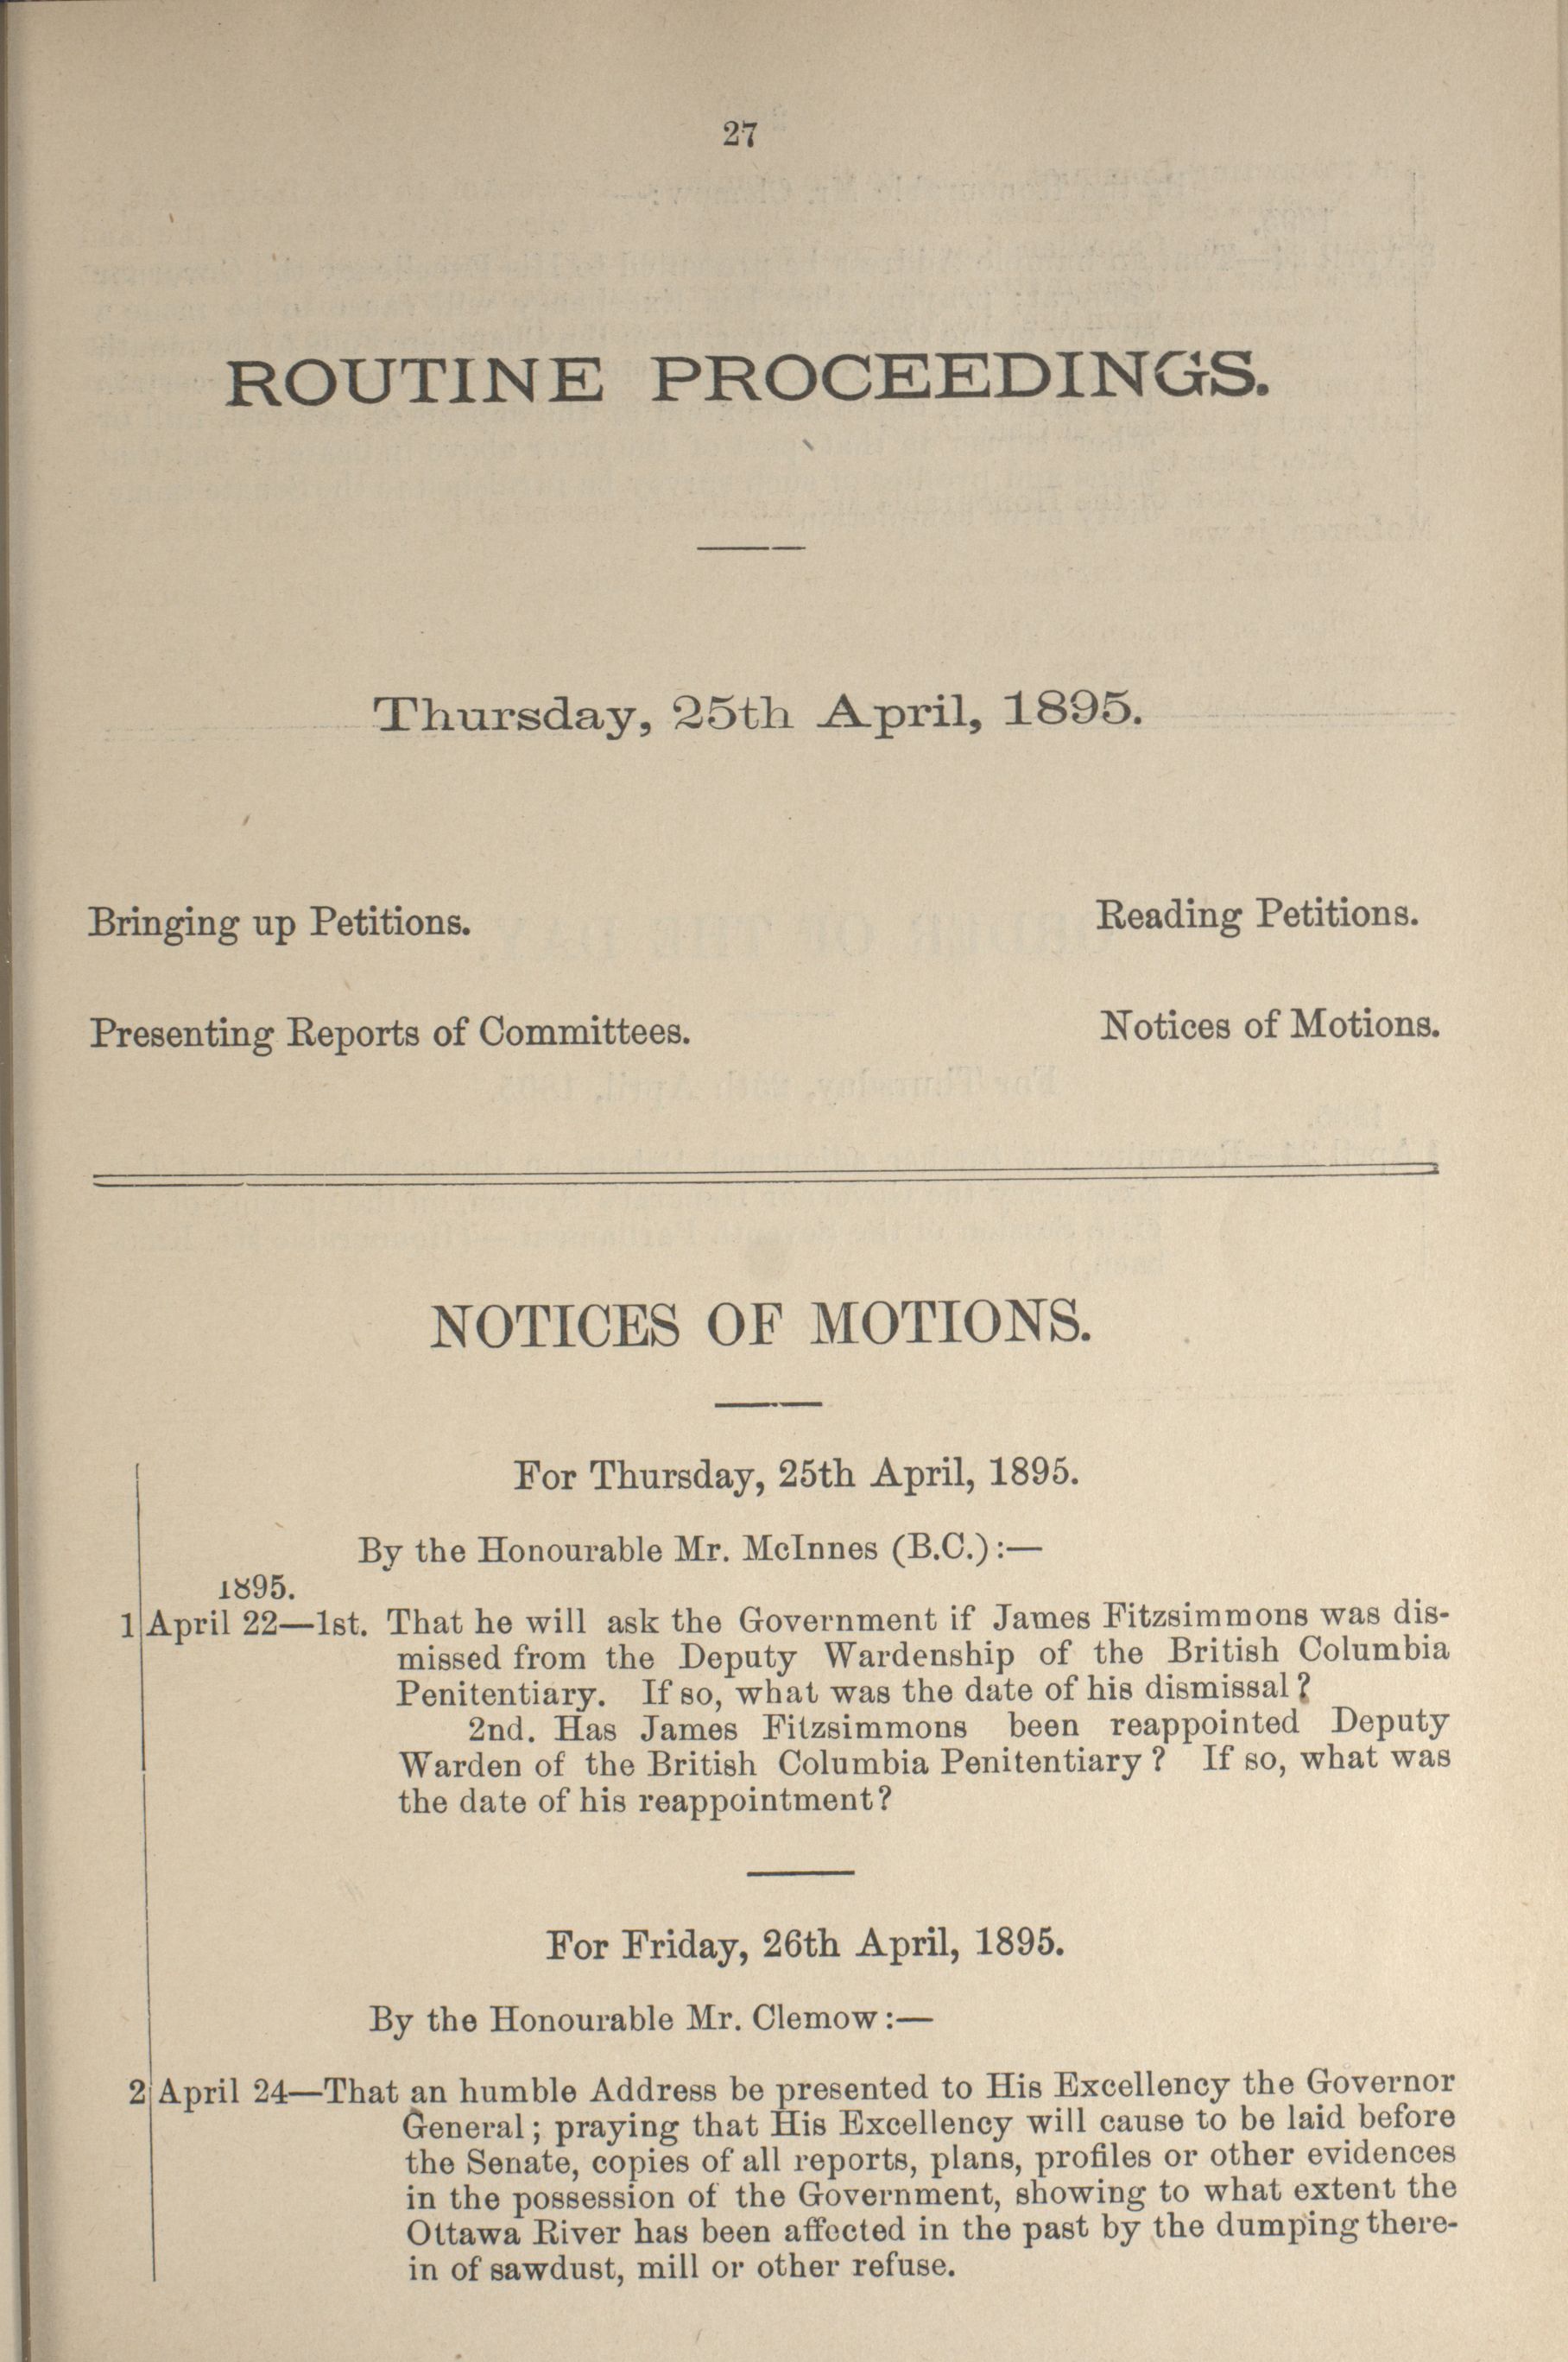 27
ROUTINE PROCEEDINGS.
Thursday, 25th April, 1895.
Bringing up Petitions. Reading Petitions.
Presenting Reports of Committees. Notices of Motions.
NOTICES OF MOTIONS.
For Thursday, 25th April, 1895.
By the Honourable Mr. McInnes (B.C.):—
1895.
1 April 22—1st. That he will ask the Government if James Fitzsimmons was dis-
missed from the Deputy Wardenship of the British Columbia
Penitentiary. If so, what was the date of his dismissal?
2nd. Has James Fitzsimmons been reappointed Deputy
Warden of the British Columbia Penitentiary? If so, what was
the date of his reappointment?
For Friday, 26th April, 1895.
By the Honourable Mr. Clemow:—
2 April 24—That an humble Address be presented to His Excellency the Governor
General; praying that His Excellency will cause to be laid before
the Senate, copies of all reports, plans, profiles or other evidences
in the possession of the Government, showing to what extent the
Ottawa River has been affected in the past by the dumping there-
in of sawdust, mill or other refuse.